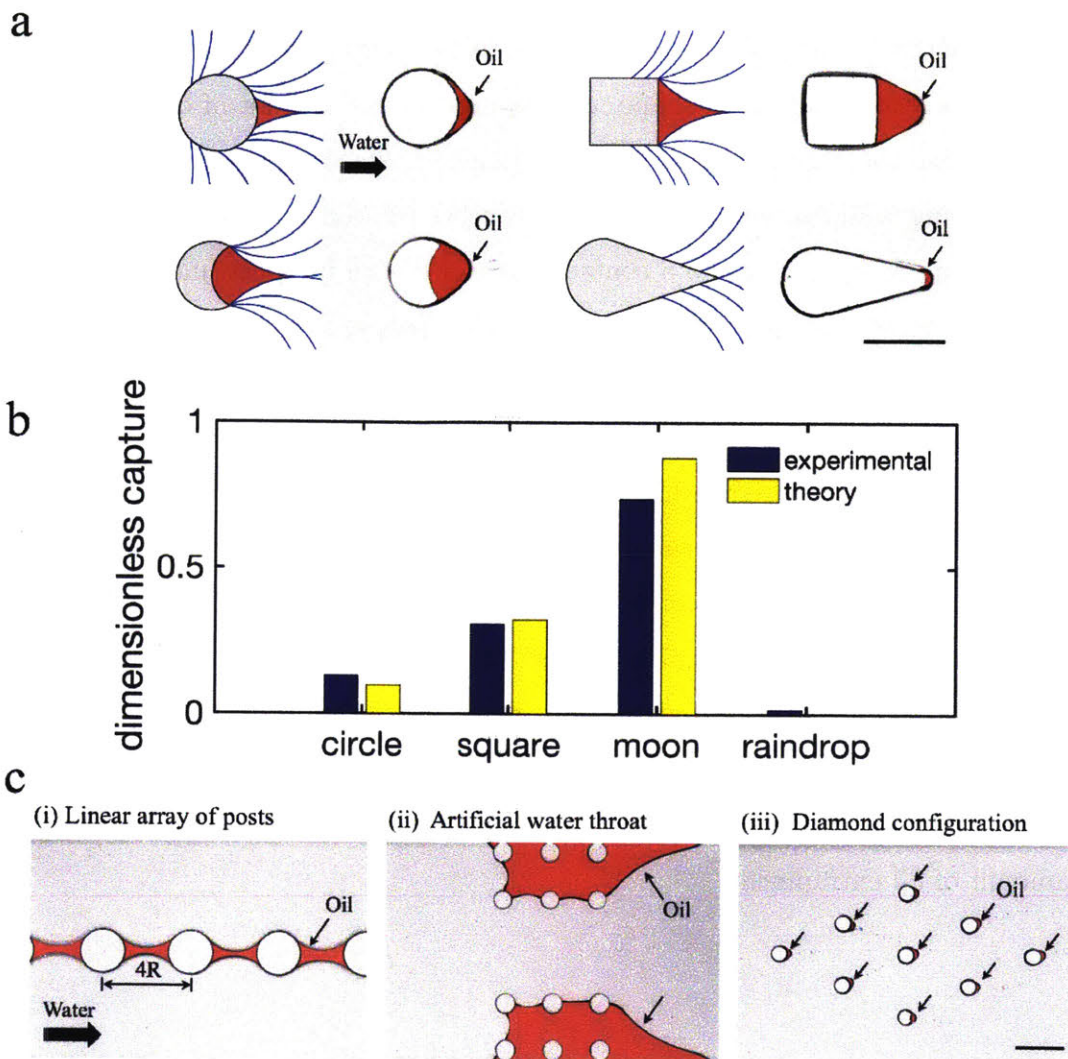 a
Oil
Oil
Water
Oil
Oil
b
dimensionless capture
1
0.5
0
experimental
theory
circle
square
moon
raindrop
c
(i) Linear array of posts
(ii) Artificial water throat
(iii) Diamond configuration
Oil
4R
Water
Oil
Oil